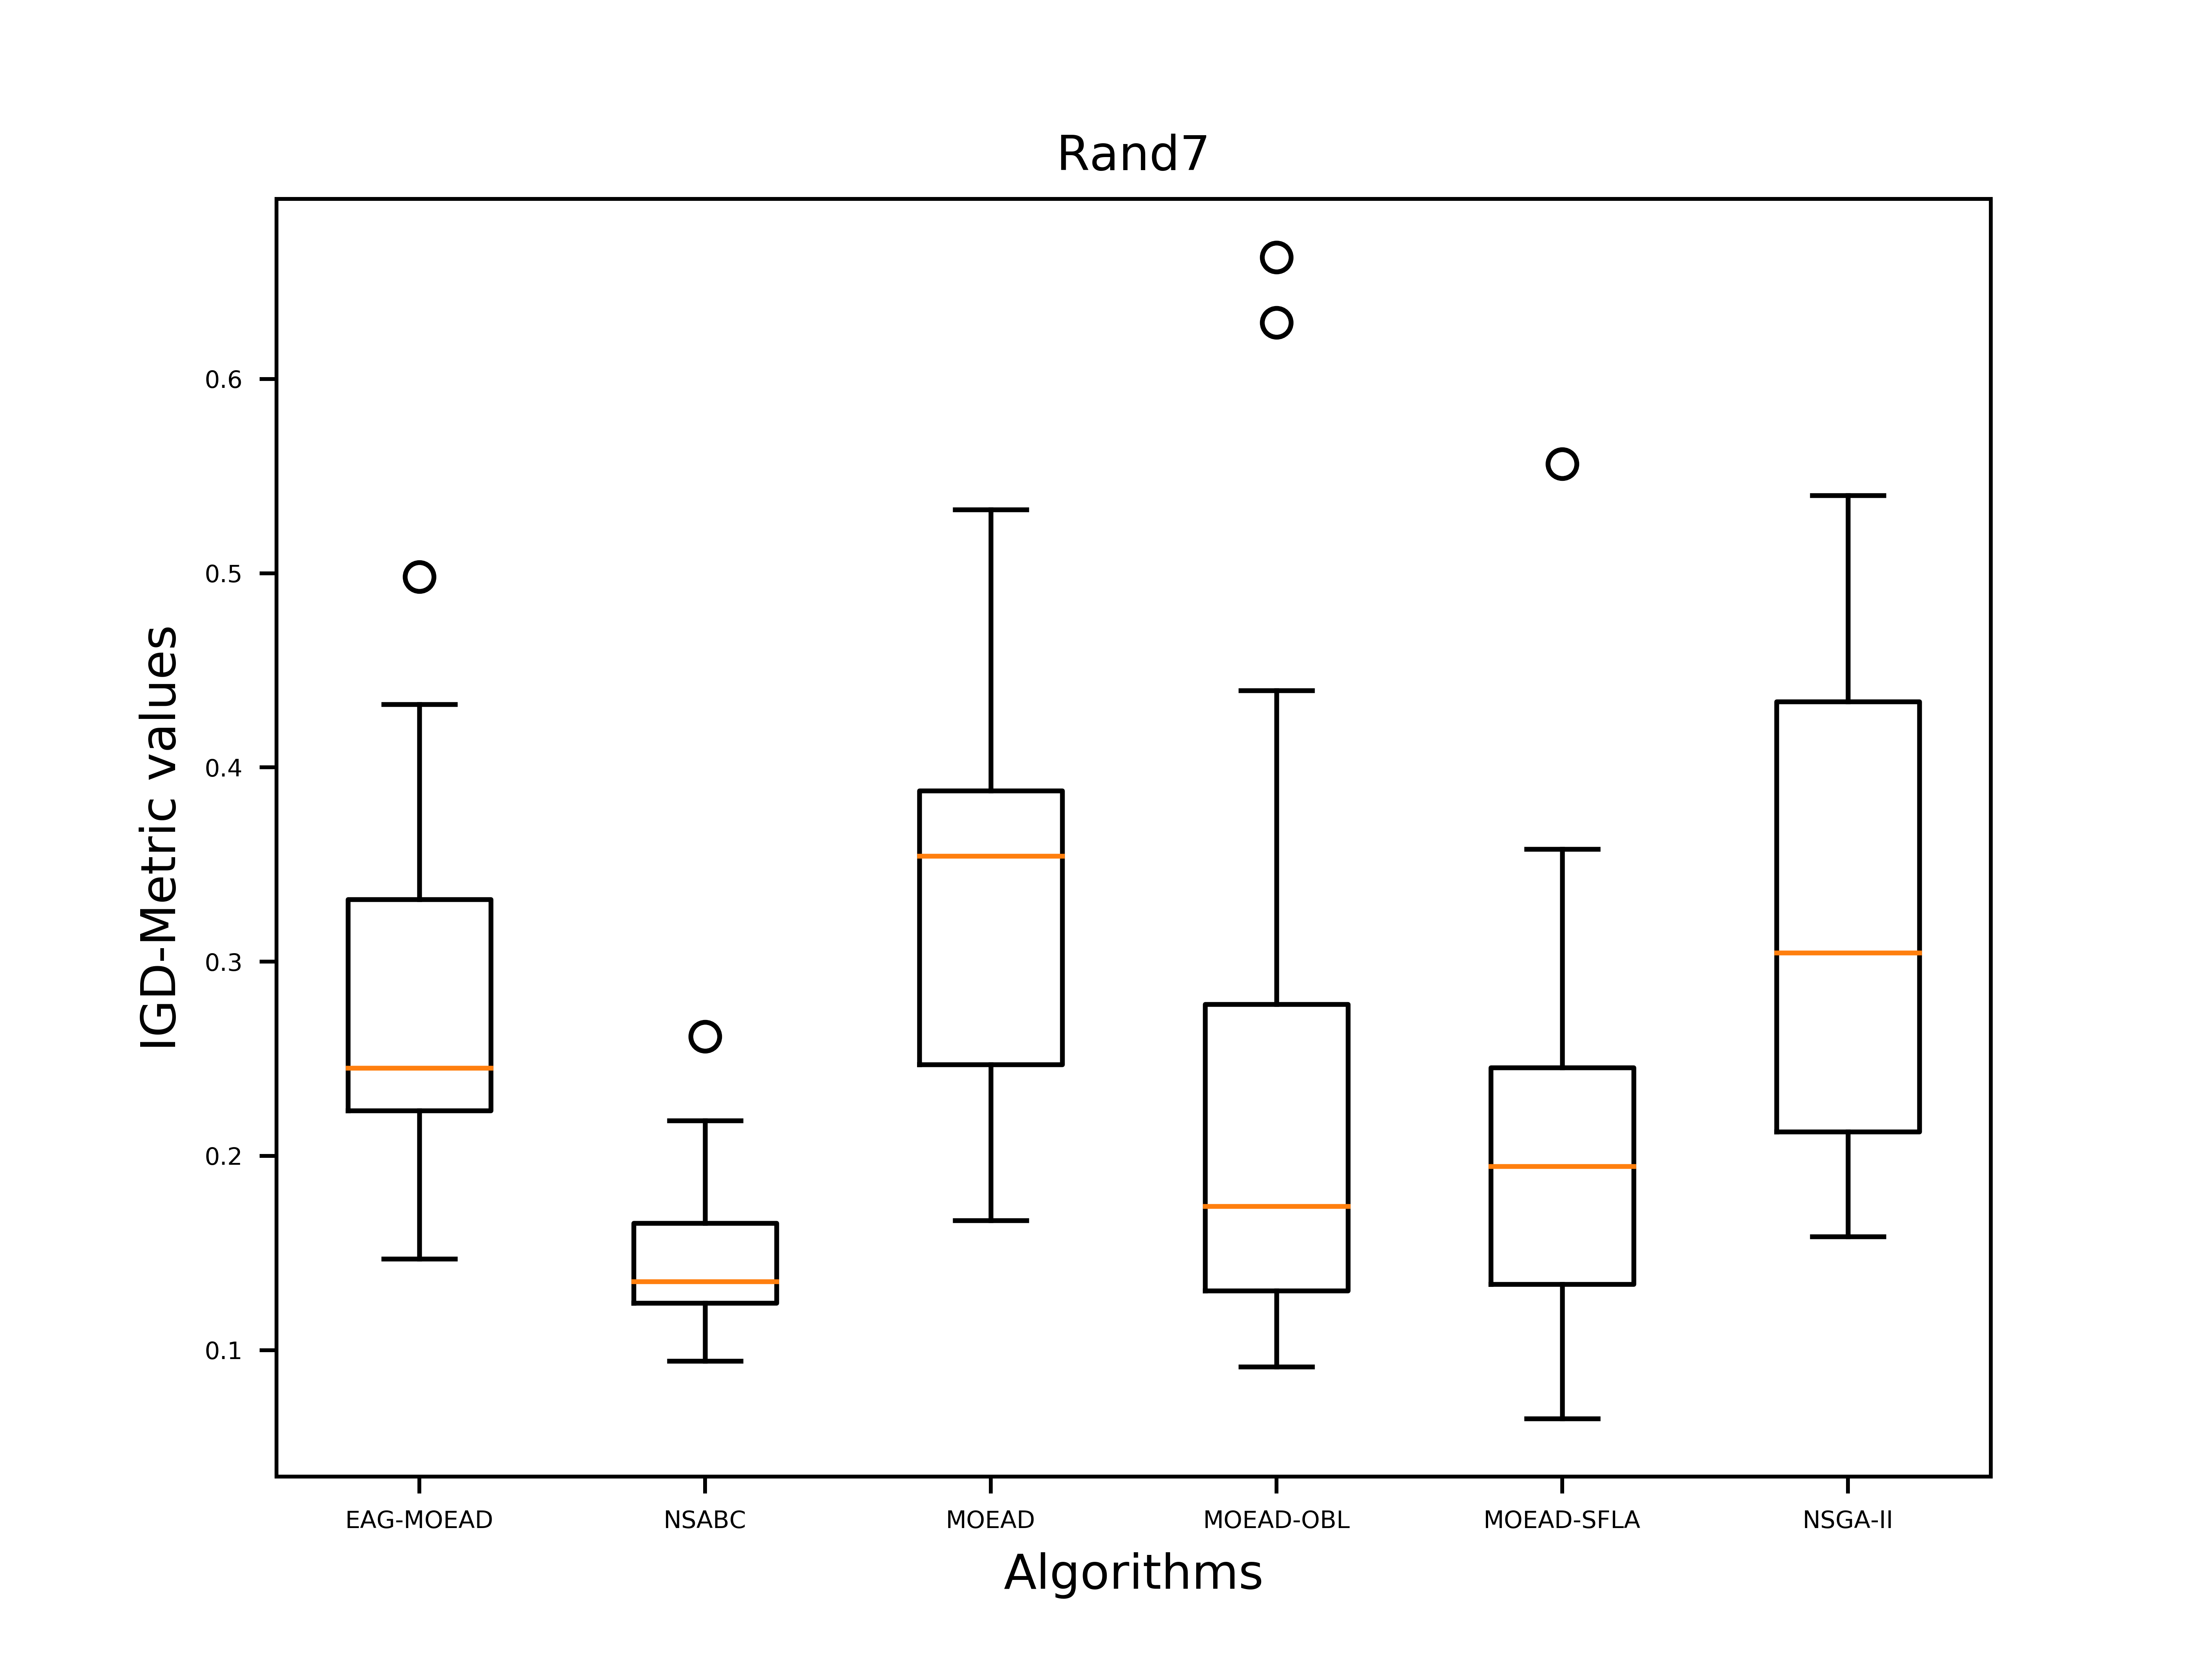 Rand7
IGD-Metric values
0.6
0.5
0.4
0.3
0.2
0.1
EAG-MOEAD NSABC MOEAD MOEAD-OBL MOEAD-SFLA NSGA-II
Algorithms